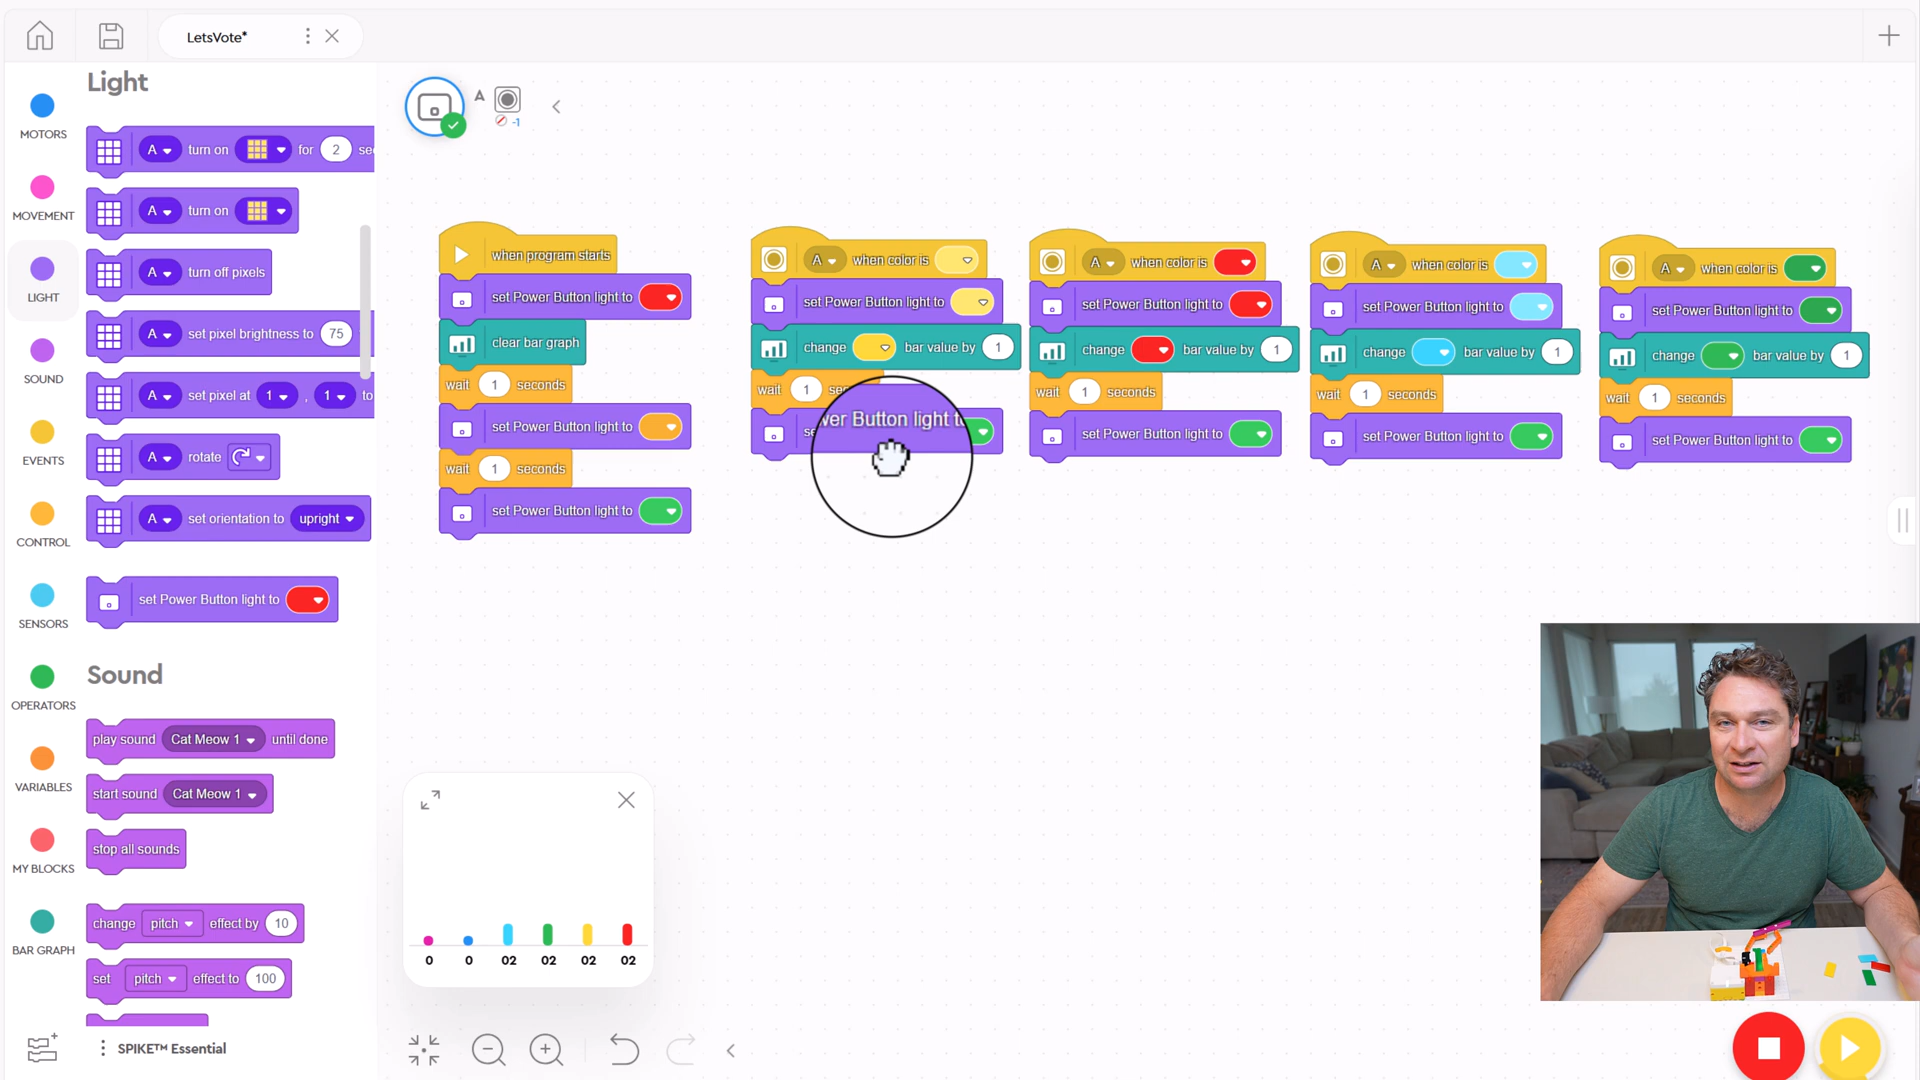 LetsVote*
Light
MOTORS
MOVEMENT
LIGHT
SOUND
EVENTS
CONTROL
SENSORS
OPERATORS
VARIABLES
MY BLOCKS
BAR GRAPH
A turn on for 2 sec
A turn on
A turn off pixels
A set pixel brightness to 75
A set pixel at 1 , 1 to
A rotate
A set orientation to upright
set Power Button light to
Sound
play sound Cat Meow 1 until done
start sound Cat Meow 1
stop all sounds
change pitch effect by 10
set pitch effect to 100
SPIKE™ Essential
A
-1
when program starts
set Power Button light to
clear bar graph
wait 1 seconds
set Power Button light to
wait 1 seconds
set Power Button light to
A when color is
set Power Button light to
change bar value by 1
wait 1 sec
wer Button light to
A when color is
set Power Button light to
change bar value by 1
wait 1 seconds
set Power Button light to
A when color is
set Power Button light to
change bar value by 1
wait 1 seconds
set Power Button light to
A when color is
set Power Button light to
change bar value by 1
wait 1 seconds
set Power Button light to
0 0 02 02 02 02